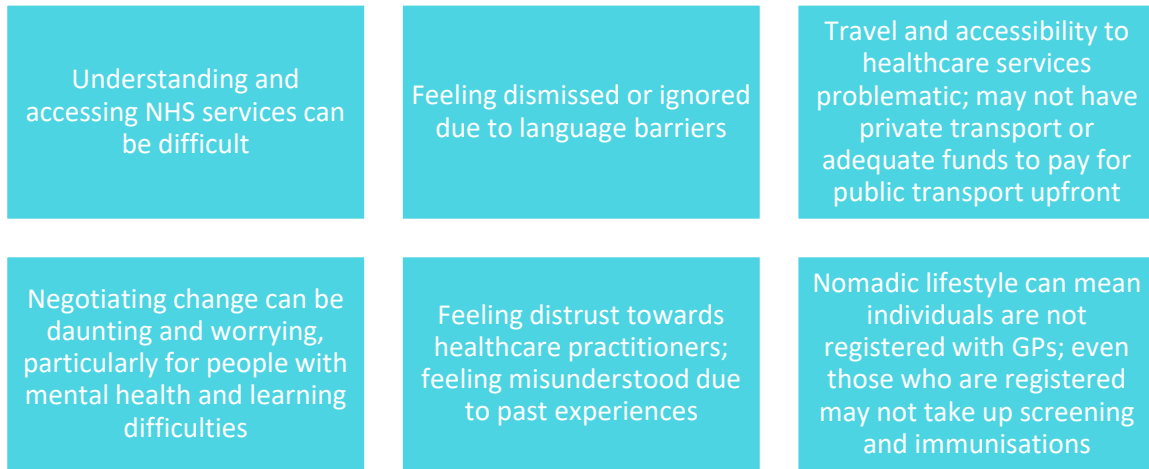 Understanding and
accessing NHS services can
be difficult
Feeling dismissed or ignored
due to language barriers
Travel and accessibility to
healthcare services
problematic; may not have
private transport or
adequate funds to pay for
public transport upfront
Negotiating change can be
daunting and worrying,
particularly for people with
mental health and learning
difficulties
Feeling distrust towards
healthcare practitioners;
feeling misunderstood due
to past experiences
Nomadic lifestyle can mean
individuals are not
registered with GPs; even
those who are registered
may not take up screening
and immunisations